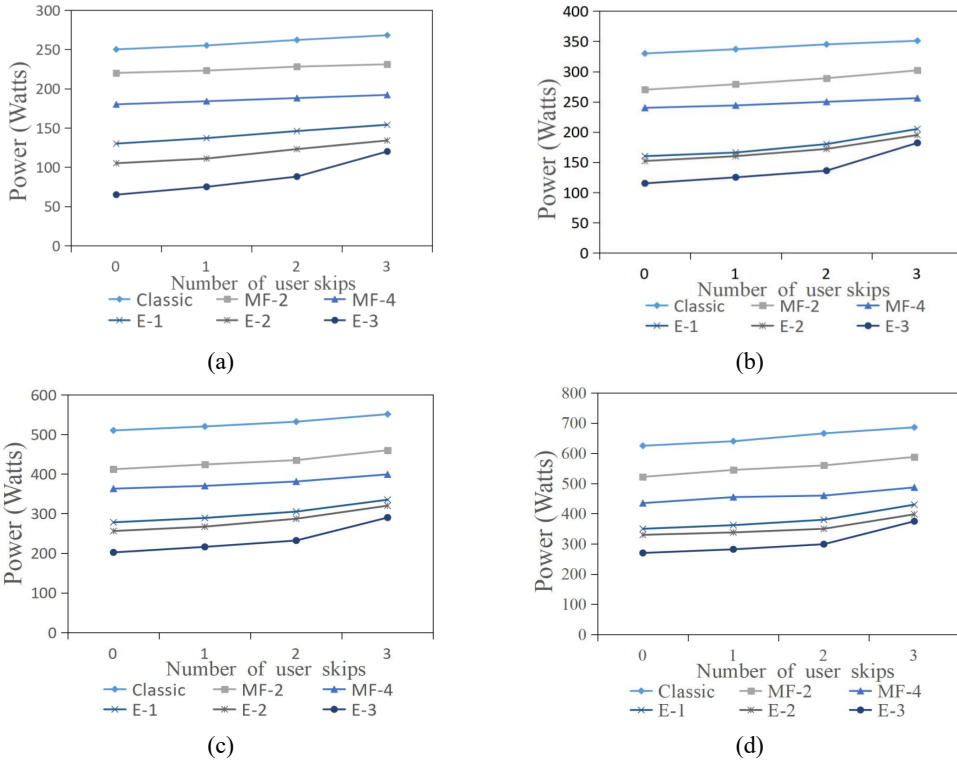 300
250
200
150
100
50
0
Power (Watts)
0 1 2 3
Number of user skips
Classic MF-2 MF-4
E-1 E-2 E-3
(a)
400
350
300
250
200
150
100
50
0
Power (Watts)
0 1 2 3
Number of user skips
Classic MF-2 MF-4
E-1 E-2 E-3
(b)
600
500
400
300
200
100
0
Power (Watts)
0 1 2 3
Number of user skips
Classic MF-2 MF-4
E-1 E-2 E-3
(c)
800
700
600
500
400
300
200
100
0
Power (Watts)
0 1 2 3
Number of user skips
Classic MF-2 MF-4
E-1 E-2 E-3
(d)